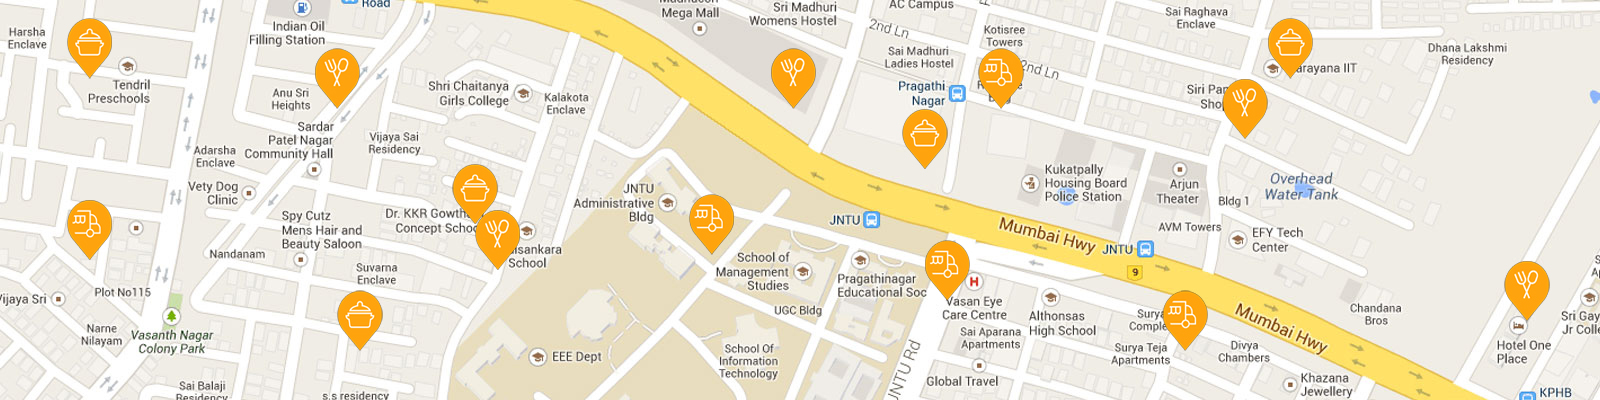 Road
Harsha
Enclave
Indian Oil
Filling Station
Tendril
Preschools
Anu Sri
Heights
Sardar
Patel Nagar
Community Hall
Adarsha
Enclave
Vety Dog
Clinic
Shri Chaitanya
Girls College
Kalakota
Enclave
Vijaya Sai
Residency
Mega Mall
Sri Madhuri
Womens Hostel
AC Campus
2nd Ln
Sai Madhuri
Ladies Hostel
Kotisree
Towers
2nd Ln
Pragathi
Nagar
Sai Raghava
Enclave
Dhana Lakshmi
Residency
IIT
Siri
Kukatpally
Housing Board
Police Station
Arjun
Theater
Overhead
Water Tank
Bldg 1
AVM Towers
EFY Tech
Center
JNTU
Administrative
Bldg
JNTU
Mumbai Hwy
JNTU
9
Spy Cutz
Mens Hair and
Beauty Saloon
Nandanam
Dr. KKR
Concept
School
Suvarna
Enclave
Vijaya Sri
Plot No115
Narne
Nilayam
Vasanth Nagar
Colony Park
Sai Balaji
s.s residency
School of
Management
Studies
Pragathinagar
Educational Soc
UGC Bldg
EEE Dept
School Of
Information
Technology
H
Vasan Eye
Care Centre
Sai Aparana
Apartments
Global Travel
JNTU Rd
Althonsas
High School
Surya Teja
Apartments
Divya
Chambers
Khazana
Jewellery
Mumbai Hwy
Chandana
Bros
Hotel One
Place
KPHB